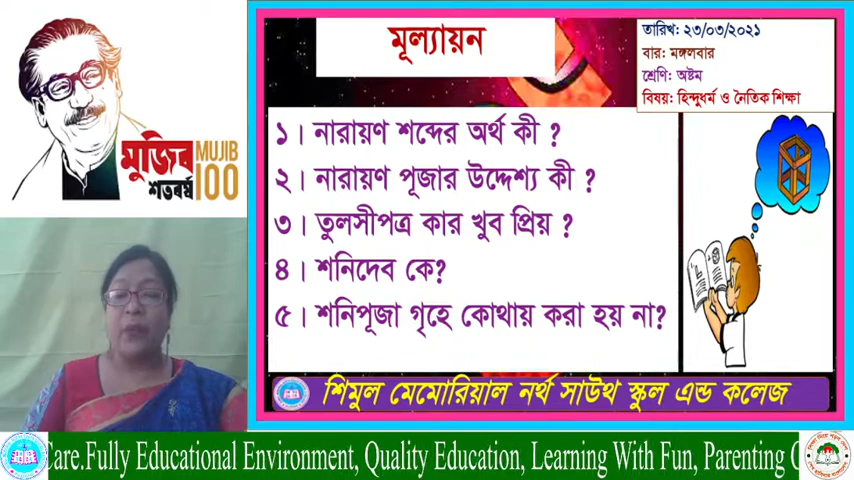 মুজিব
শতবর্ষ
MUJIB
100
মূল্যায়ন
তারিখ: ২৩/০৩/২০২১
বার: মঙ্গলবার
শ্রেণি: অষ্টম
বিষয়: হিন্দুধর্ম ও নৈতিক শিক্ষা
১। নারায়ণ শব্দের অর্থ কী ?
২। নারায়ণ পূজার উদ্দেশ্য কী ?
৩। তুলসীপত্র কার খুব প্রিয় ?
৪। শনিদেব কে?
৫। শনিপূজা গৃহে কোথায় করা হয় না?
শিমুল মেমোরিয়াল নর্থ সাউথ স্কুল এন্ড কলেজ
Care.Fully Educational Environment, Quality Education, Learning With Fun, Parenting